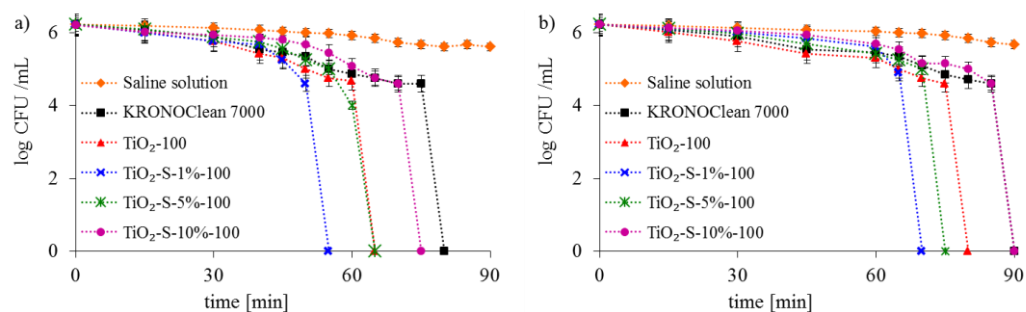 a)
log CFU /mL
6
4
2
0
Saline solution
KRONOClean 7000
TiO₂-100
TiO₂-S-1%-100
TiO₂-S-5%-100
TiO₂-S-10%-100
0 30 60 90
time [min]
b)
log CFU /mL
6
4
2
0
Saline solution
KRONOClean 7000
TiO₂-100
TiO₂-S-1%-100
TiO₂-S-5%-100
TiO₂-S-10%-100
0 30 60 90
time [min]